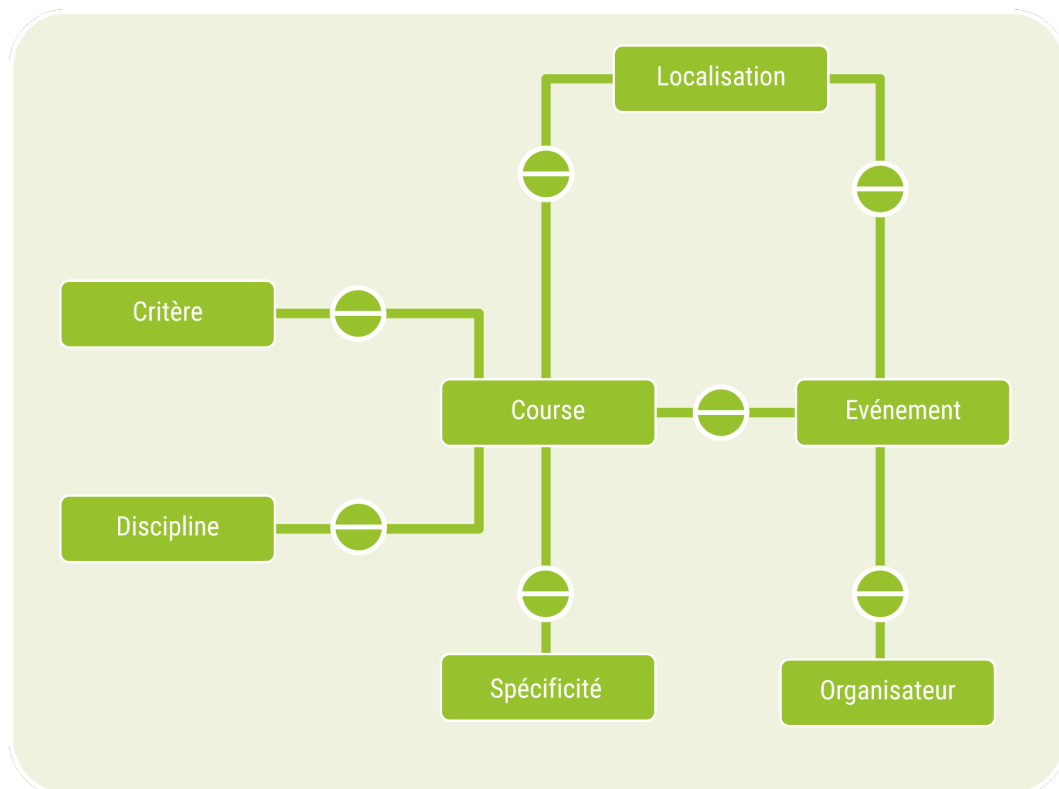 Localisation
Critère
Course
Evénement
Discipline
Spécificité
Organisateur